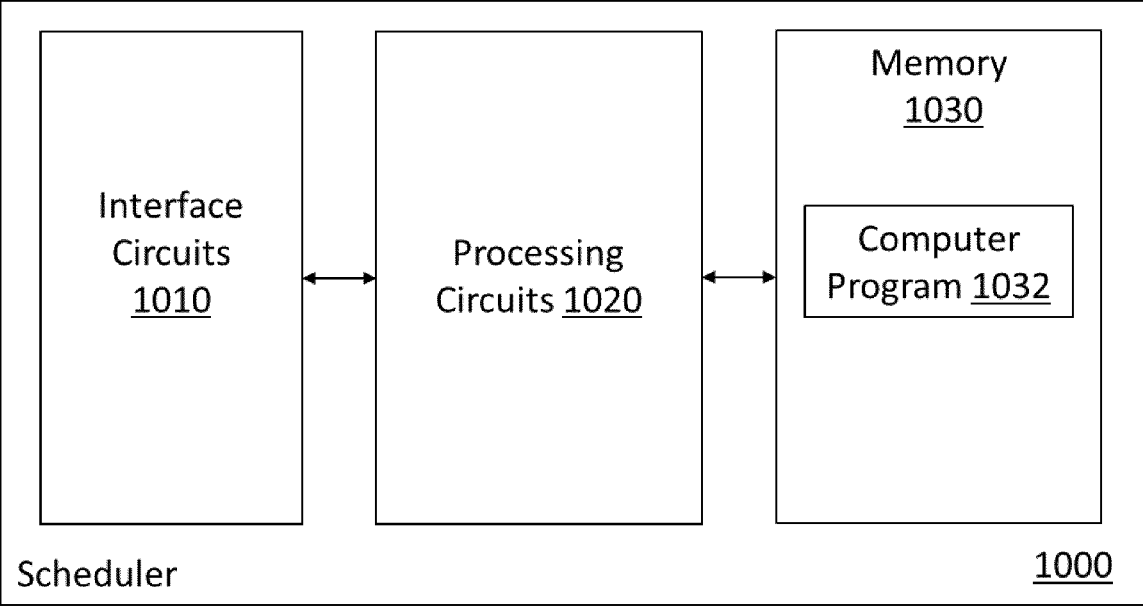 Interface
Circuits
1010
Processing
Circuits 1020
Memory
1030
Computer
Program 1032
Scheduler
1000